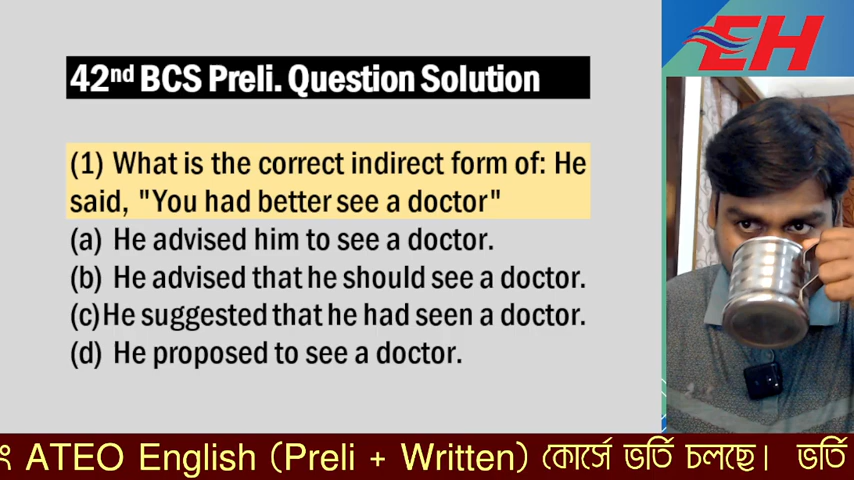 42nd BCS Preli. Question Solution
EH
(1) What is the correct indirect form of: He
said, "You had better see a doctor"
(a) He advised him to see a doctor.
(b) He advised that he should see a doctor.
(c)He suggested that he had seen a doctor.
(d) He proposed to see a doctor.
ATEO English (Preli + Written) কোর্সে ভর্তি চলছে। ভর্তি